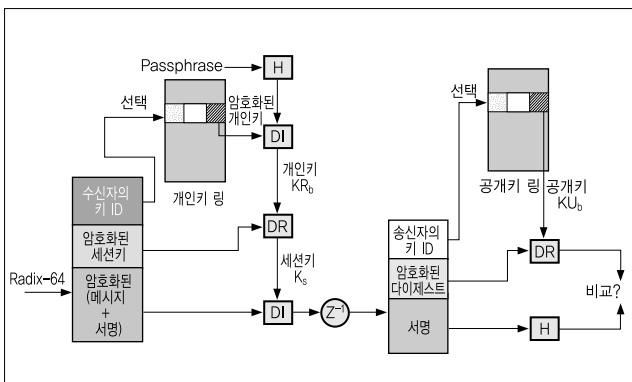 Passphrase
H
선택
암호화된
개인키
DI
개인키 링
개인키
KRb
수신자의
키 ID
암호화된
세션키
Radix-64
암호화된
(메시지
+
서명)
DR
세션키
Ks
DI
Z-1
선택
공개키 링
공개키
KUb
송신자의
키 ID
암호화된
다이제스트
서명
DR
비교?
H